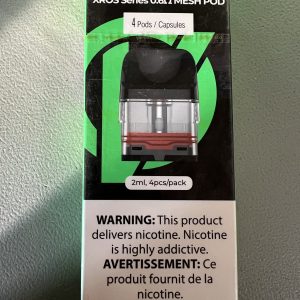 XROS Series 0.6Ω MESH POD
4 Pods / Capsules
2ml, 4pcs/pack
WARNING: This product
delivers nicotine. Nicotine
is highly addictive.
AVERTISSEMENT: Ce
produit fournit de la
nicotine.